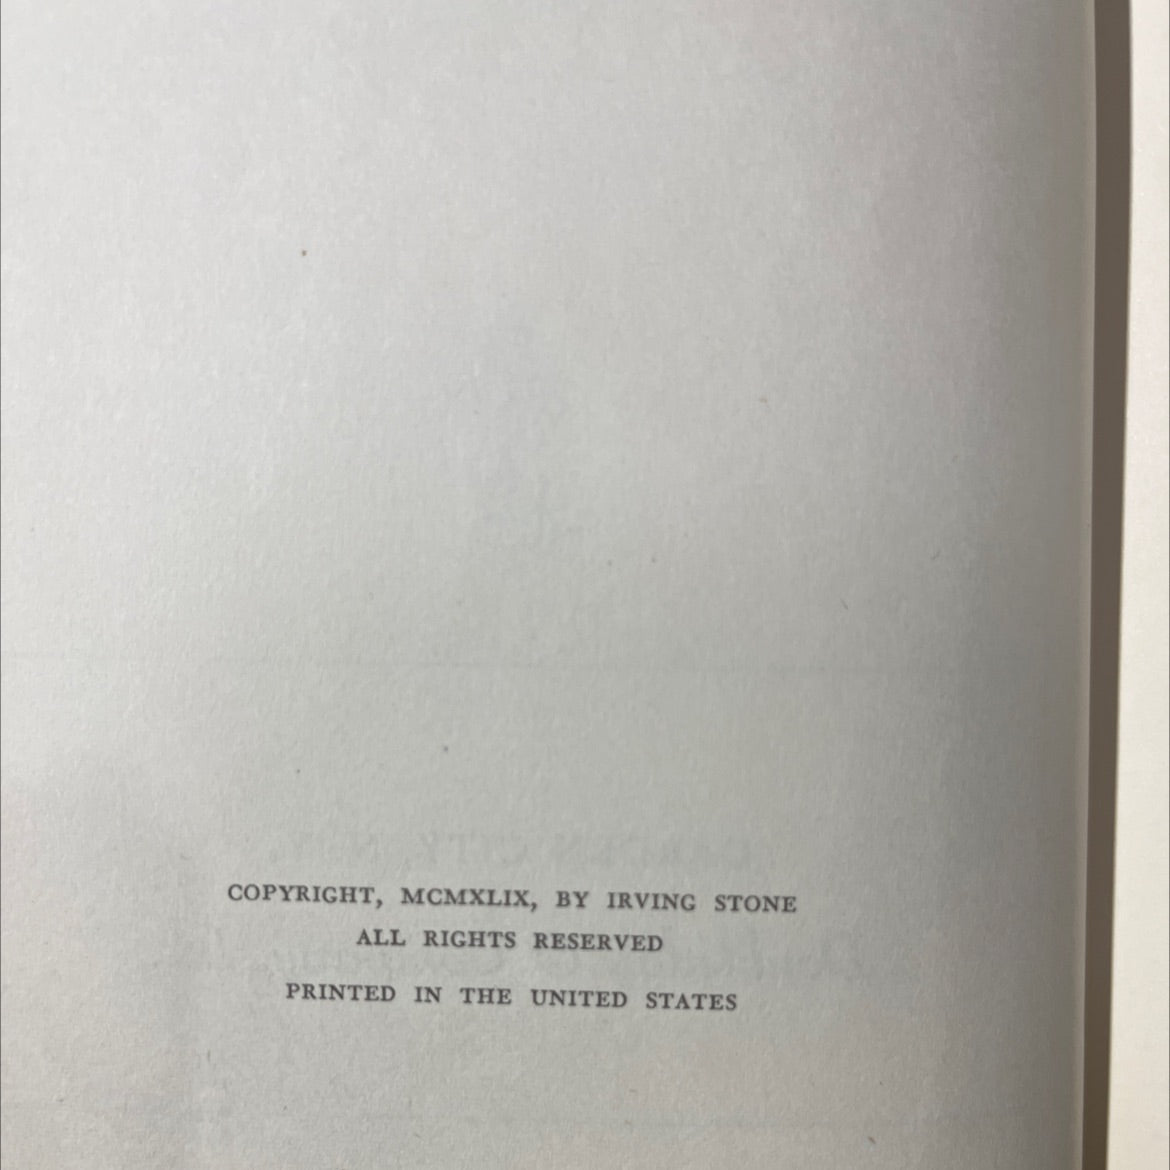 COPYRIGHT, MCMXLIX, BY IRVING STONE
ALL RIGHTS RESERVED
PRINTED IN THE UNITED STATES